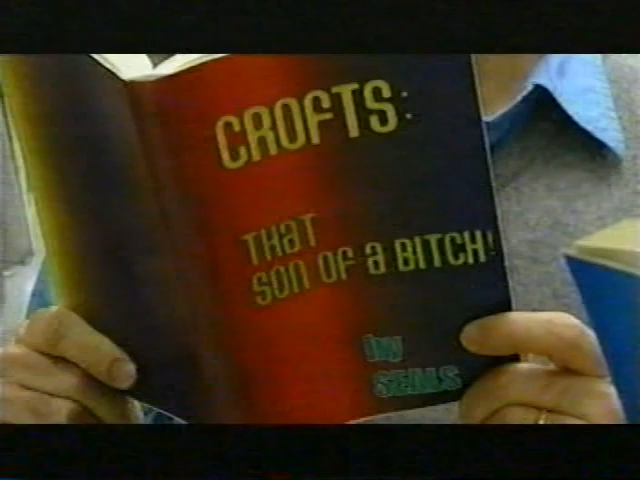 CROFTS:
THaT
SON OF a BITCH!
by
SEALS